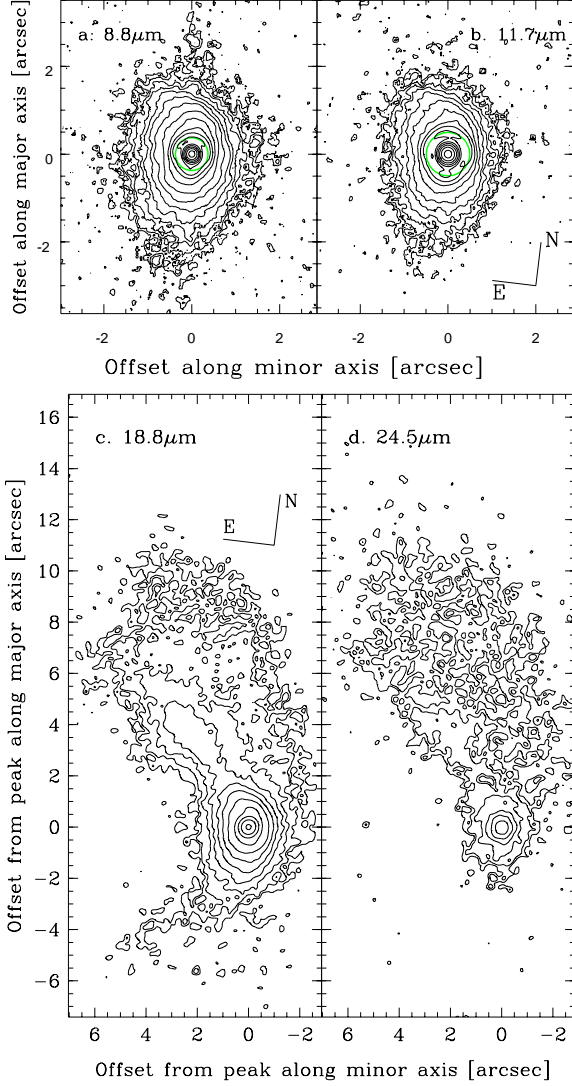 a: 8.8μm
b. 11.7μm
Offset along major axis [arcsec]
2
0
-2
N
E
-2 0 2 -2 0 2
Offset along minor axis [arcsec]
c. 18.8μm
d. 24.5μm
Offset from peak along major axis [arcsec]
16
14
12
10
8
6
4
2
0
-2
-4
-6
N
E
6 4 2 0 -2 6 4 2 0 -2
Offset from peak along minor axis [arcsec]